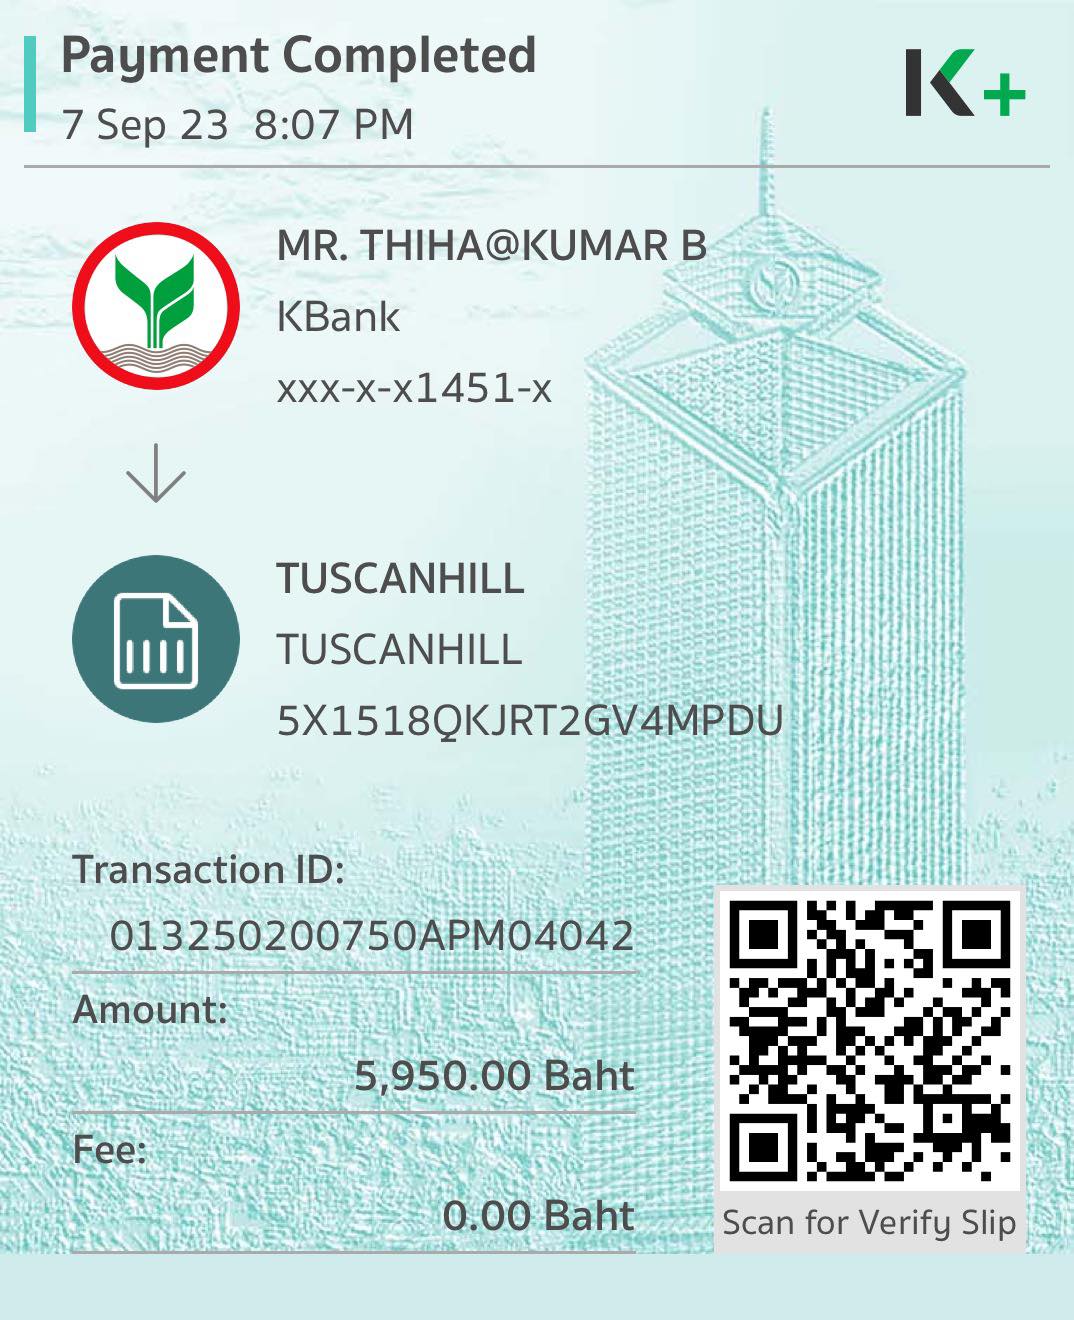 Payment Completed
7 Sep 23 8:07 PM
K+
MR. THIHA@KUMAR B
KBank
xxx-x-x1451-x
TUSCANHILL
TUSCANHILL
5X1518QKJRT2GV4MPDU
Transaction ID:
013250200750APM04042
Amount:
5,950.00 Baht
Fee:
0.00 Baht
Scan for Verify Slip